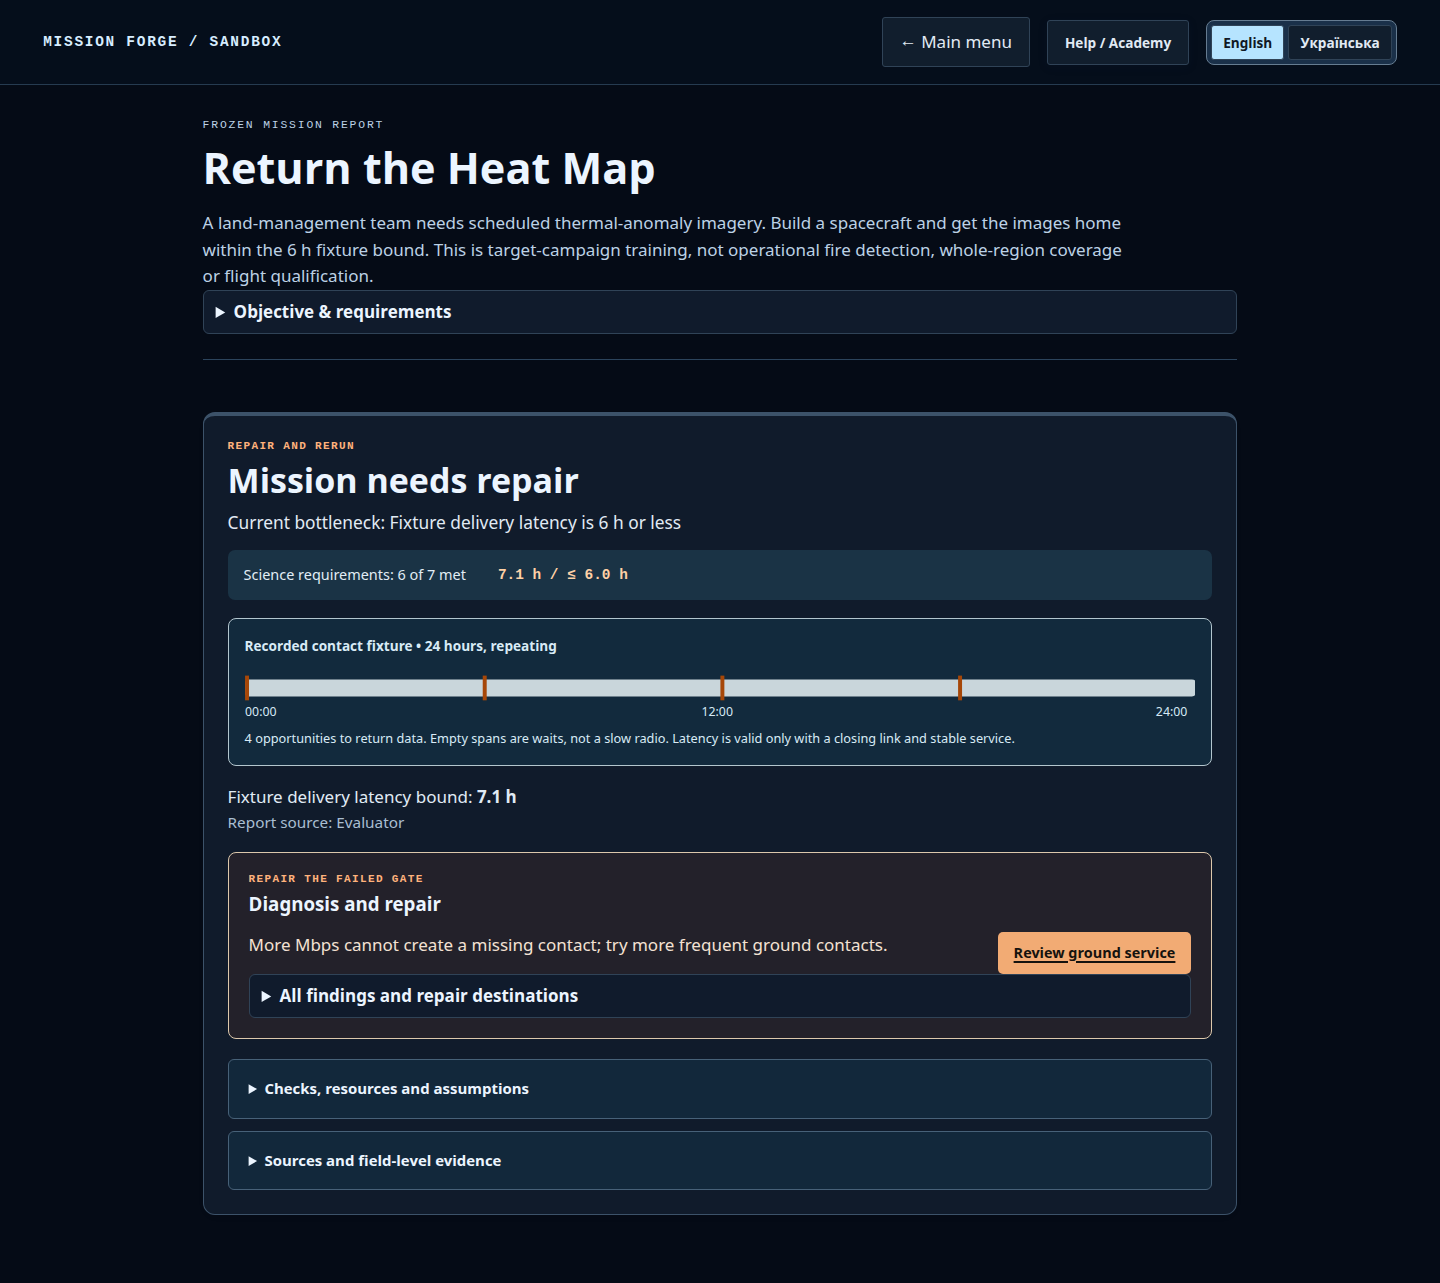 MISSION FORGE / SANDBOX
← Main menu
Help / Academy
English
Українська
FROZEN MISSION REPORT
Return the Heat Map
A land-management team needs scheduled thermal-anomaly imagery. Build a spacecraft and get the images home
within the 6 h fixture bound. This is target-campaign training, not operational fire detection, whole-region coverage
or flight qualification.
▶ Objective & requirements
REPAIR AND RERUN
Mission needs repair
Current bottleneck: Fixture delivery latency is 6 h or less
Science requirements: 6 of 7 met
7.1 h / ≤ 6.0 h
Recorded contact fixture • 24 hours, repeating
00:00
12:00
24:00
4 opportunities to return data. Empty spans are waits, not a slow radio. Latency is valid only with a closing link and stable service.
Fixture delivery latency bound: 7.1 h
Report source: Evaluator
REPAIR THE FAILED GATE
Diagnosis and repair
More Mbps cannot create a missing contact; try more frequent ground contacts.
Review ground service
▶ All findings and repair destinations
▶ Checks, resources and assumptions
▶ Sources and field-level evidence